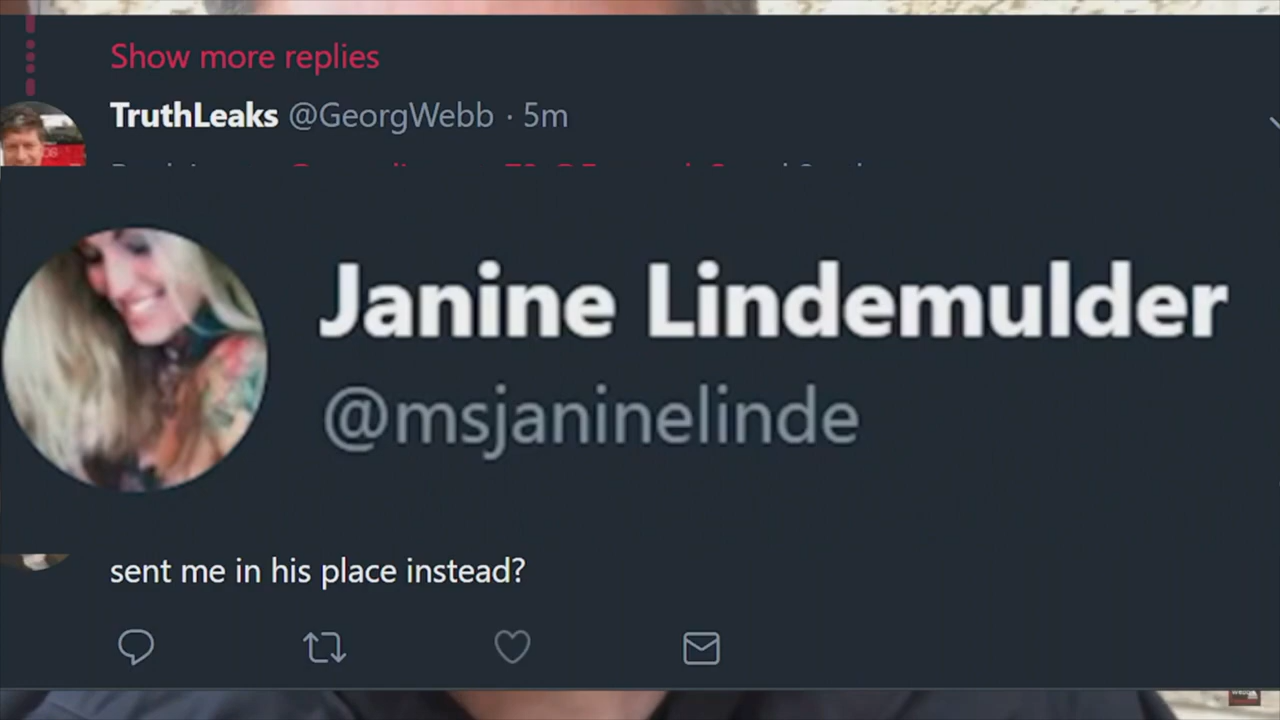 Show more replies
TruthLeaks @GeorgWebb · 5m
Janine Lindemulder
@msjaninelinde
sent me in his place instead?